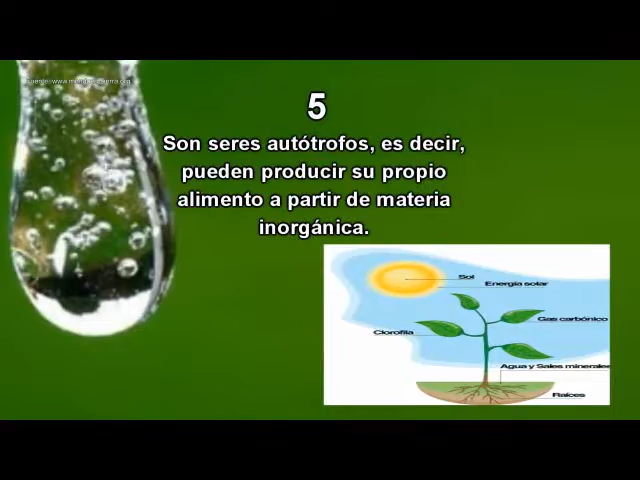 5
Son seres autótrofos, es decir,
pueden producir su propio
alimento a partir de materia
inorgánica.
Sol
Energía solar
Gas carbónico
Clorofila
Agua y Sales minerales
Raíces